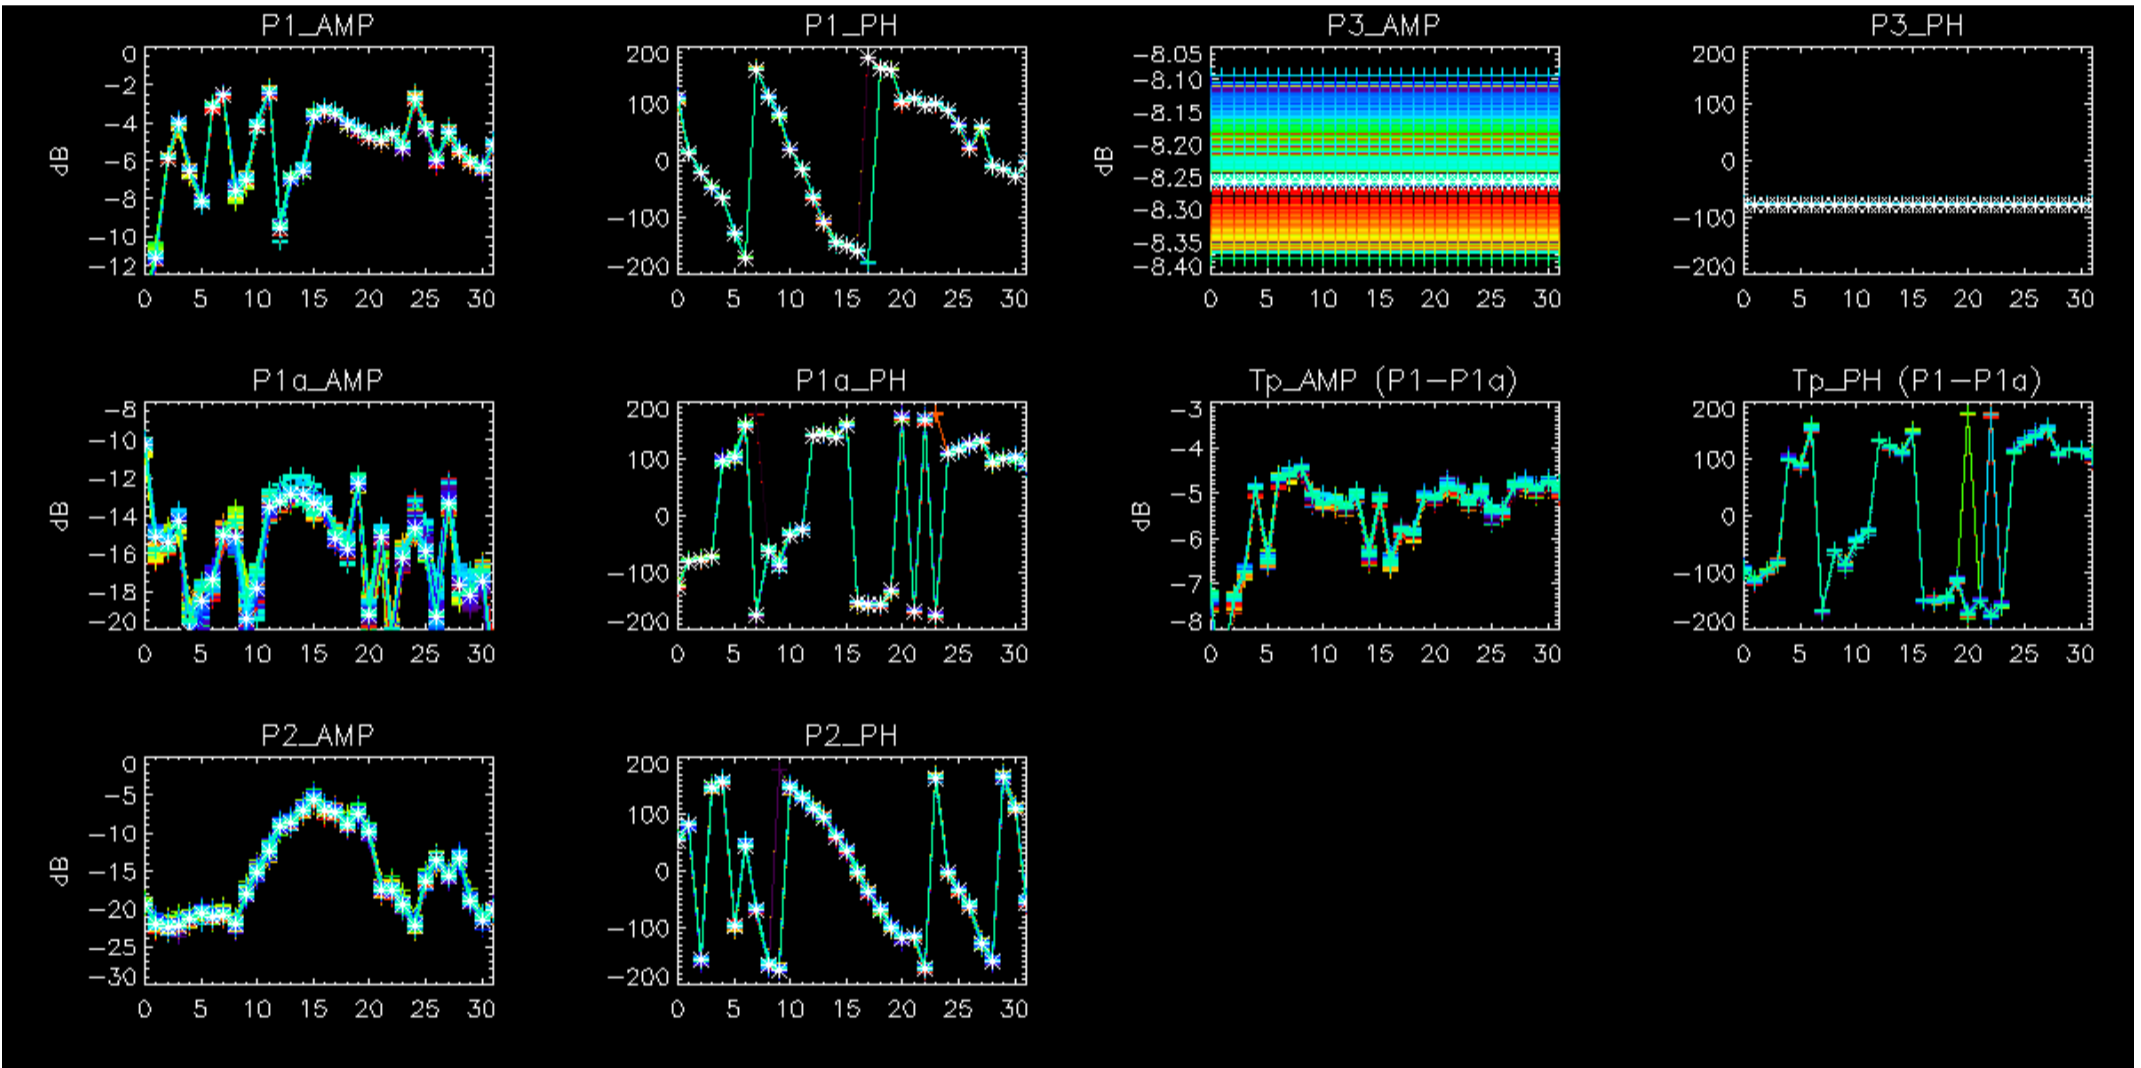 P1_AMP
0
−2
−4
−6
−8
−10
−12
dB
0 5 10 15 20 25 30
P1_PH
200
100
0
−100
−200
0 5 10 15 20 25 30
P3_AMP
−8.05
−8.10
−8.15
−8.20
−8.25
−8.30
−8.35
−8.40
dB
0 5 10 15 20 25 30
P3_PH
200
100
0
−100
−200
0 5 10 15 20 25 30
P1a_AMP
−8
−10
−12
−14
−16
−18
−20
dB
0 5 10 15 20 25 30
P1a_PH
200
100
0
−100
−200
0 5 10 15 20 25 30
Tp_AMP (P1−P1a)
−3
−4
−5
−6
−7
−8
dB
0 5 10 15 20 25 30
Tp_PH (P1−P1a)
200
100
0
−100
−200
0 5 10 15 20 25 30
P2_AMP
0
−5
−10
−15
−20
−25
−30
dB
0 5 10 15 20 25 30
P2_PH
200
100
0
−100
−200
0 5 10 15 20 25 30